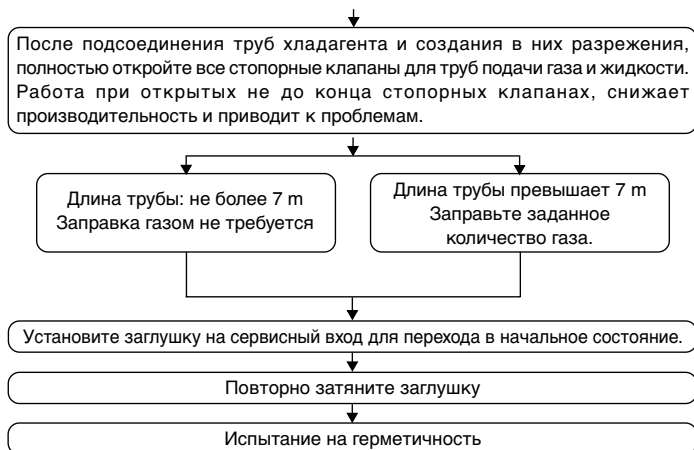 После подсоединения труб хладагента и создания в них разрежения,
полностью откройте все стопорные клапаны для труб подачи газа и жидкости.
Работа при открытых не до конца стопорных клапанах, снижает
производительность и приводит к проблемам.
Длина трубы: не более 7 m
Заправка газом не требуется
Длина трубы превышает 7 m
Заправьте заданное
количество газа.
Установите заглушку на сервисный вход для перехода в начальное состояние.
Повторно затяните заглушку
Испытание на герметичность